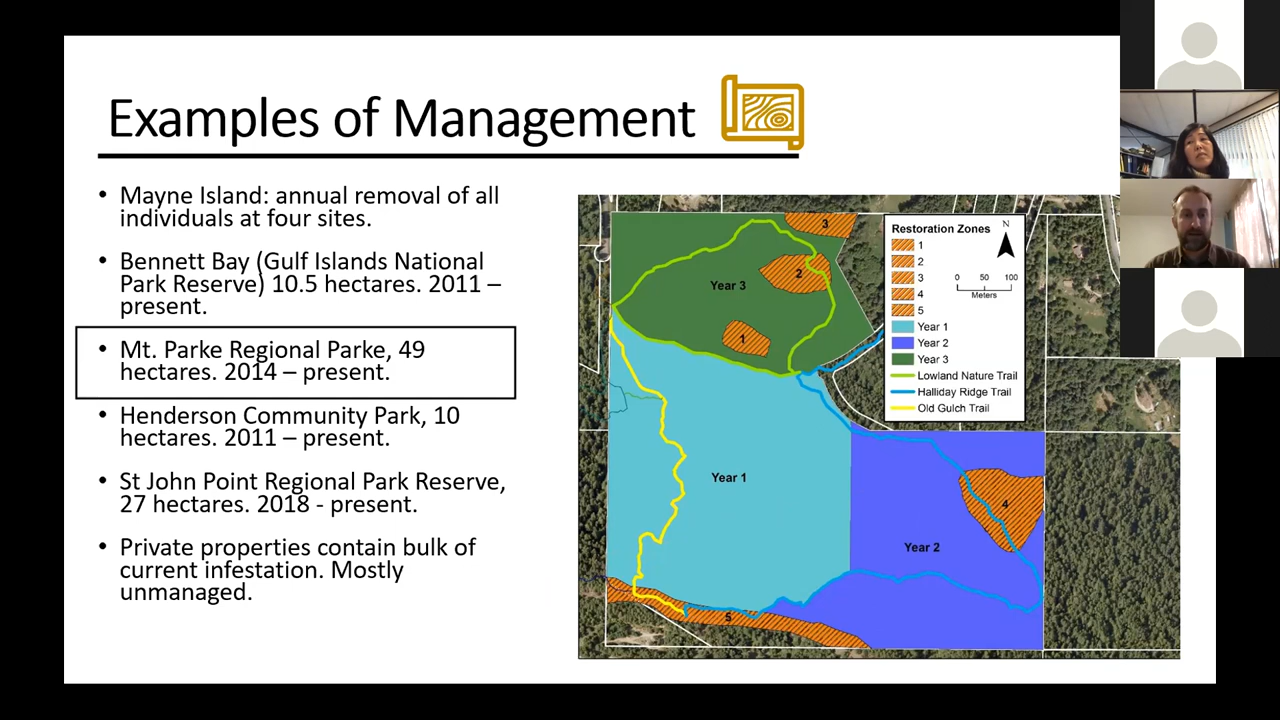 Examples of Management
• Mayne Island: annual removal of all
individuals at four sites.
• Bennett Bay (Gulf Islands National
Park Reserve) 10.5 hectares. 2011 –
present.
• Mt. Parke Regional Parke, 49
hectares. 2014 – present.
• Henderson Community Park, 10
hectares. 2011 – present.
• St John Point Regional Park Reserve,
27 hectares. 2018 - present.
• Private properties contain bulk of
current infestation. Mostly
unmanaged.
3
2
Year 3
1
Year 1
4
Year 2
5
Restoration Zones
1
2
3
4
5
Year 1
Year 2
Year 3
Lowland Nature Trail
Halliday Ridge Trail
Old Gulch Trail
N
0 50 100
Meters